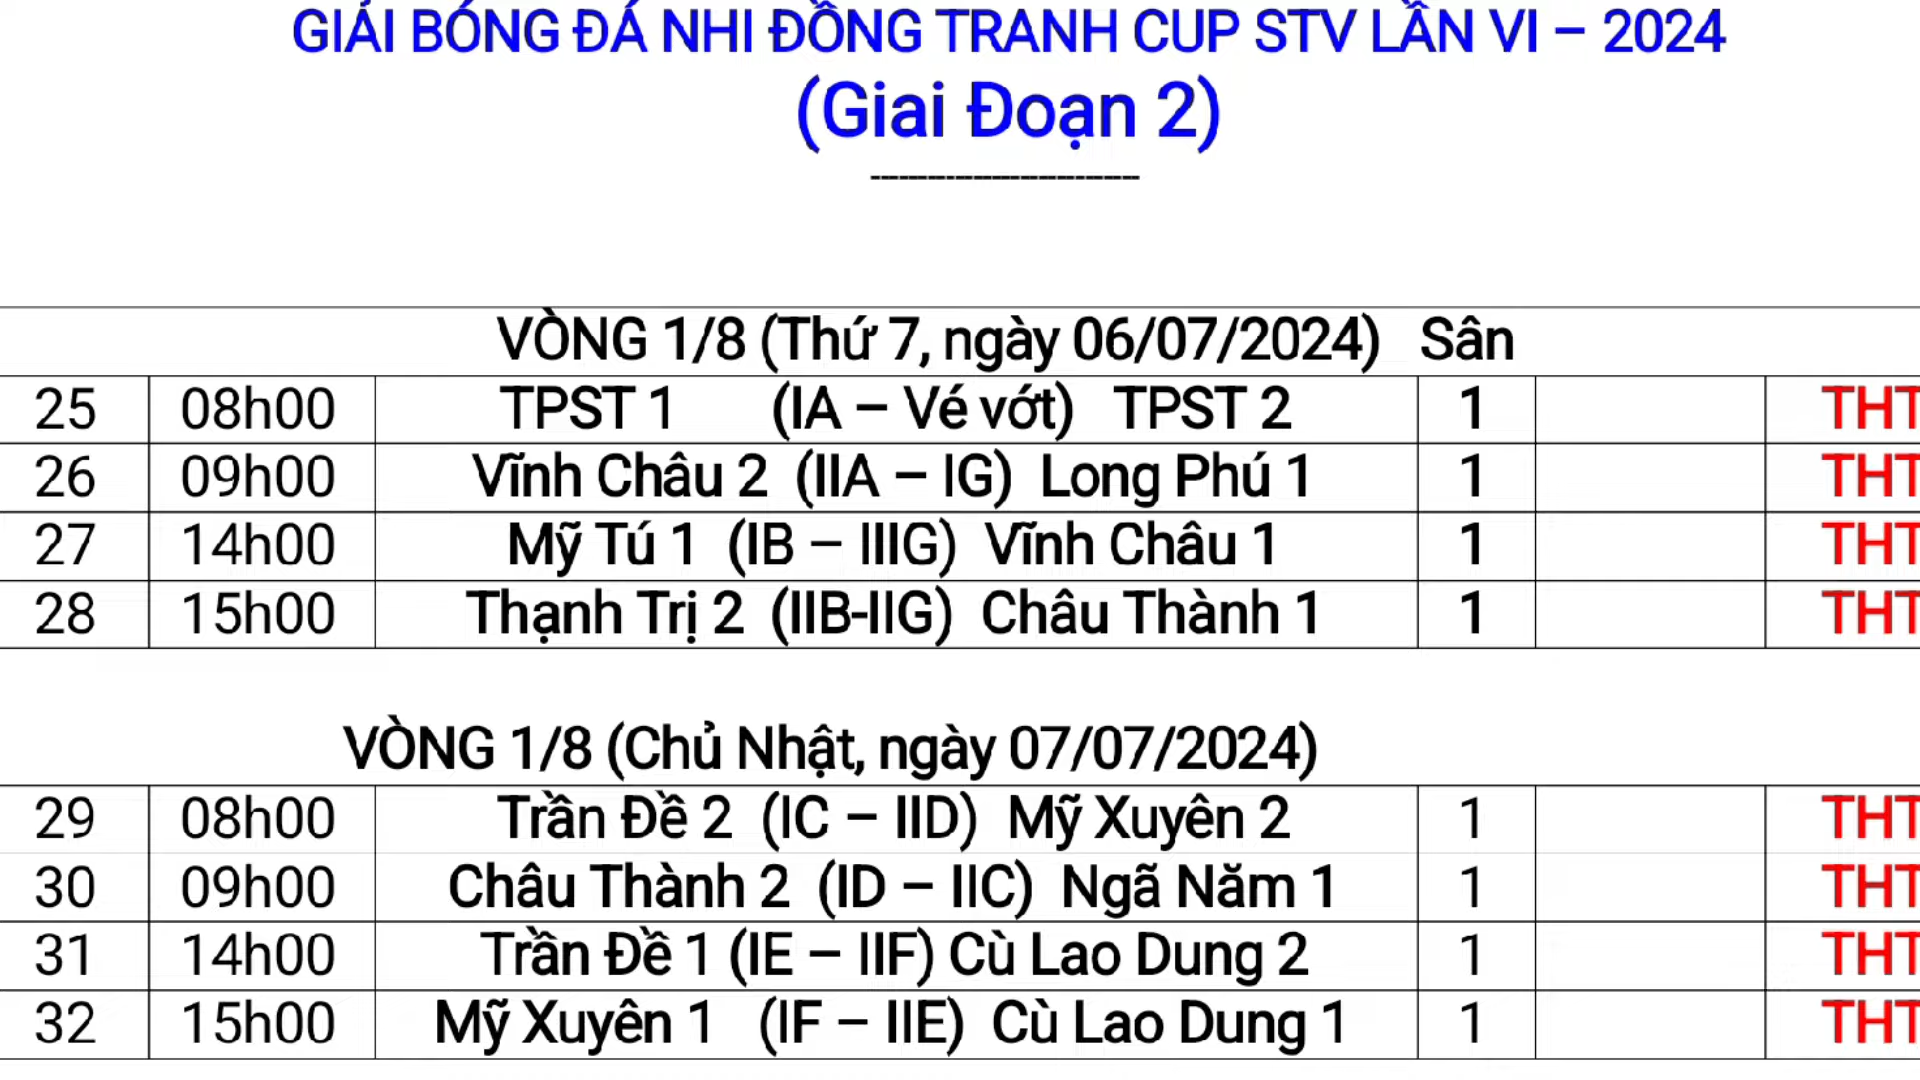 GIẢI BÓNG ĐÁ NHI ĐỒNG TRANH CUP STV LẦN VI – 2024
(Giai Đoạn 2)
-----------------------------
VÒNG 1/8 (Thứ 7, ngày 06/07/2024) Sân
25 08h00 TPST 1 (IA – Vé vớt) TPST 2 1 THT
26 09h00 Vĩnh Châu 2 (IIA – IG) Long Phú 1 1 THT
27 14h00 Mỹ Tú 1 (IB – IIIG) Vĩnh Châu 1 1 THT
28 15h00 Thạnh Trị 2 (IIB-IIG) Châu Thành 1 1 THT
VÒNG 1/8 (Chủ Nhật, ngày 07/07/2024)
29 08h00 Trần Đề 2 (IC – IID) Mỹ Xuyên 2 1 THT
30 09h00 Châu Thành 2 (ID – IIC) Ngã Năm 1 1 THT
31 14h00 Trần Đề 1 (IE – IIF) Cù Lao Dung 2 1 THT
32 15h00 Mỹ Xuyên 1 (IF – IIE) Cù Lao Dung 1 1 THT